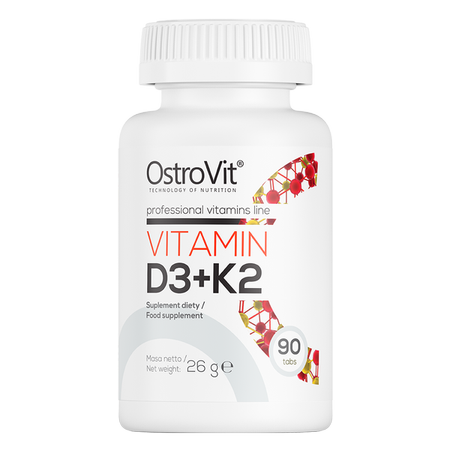 OstroVit®
TECHNOLOGY OF NUTRITION
professional vitamins line
VITAMIN
D3+K2
Suplement diety /
Food supplement
90
tabs
Masa netto /
Net weight: 26 g ℮